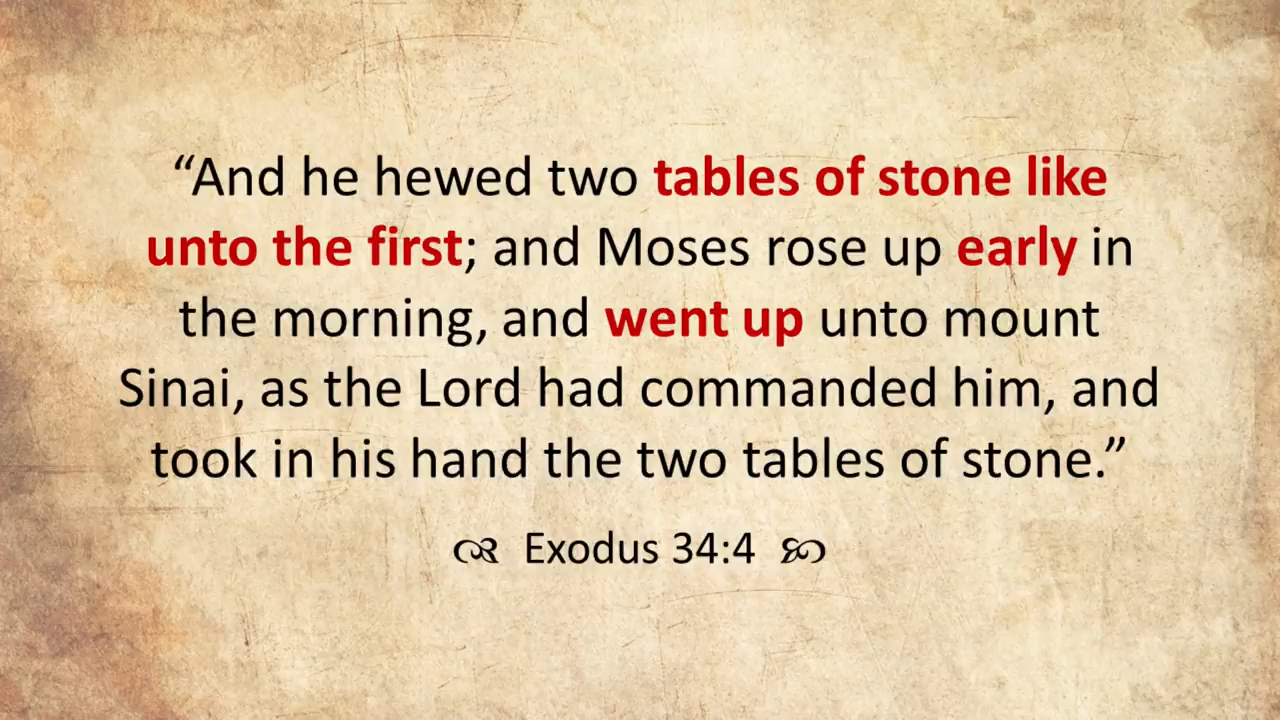 “And he hewed two tables of stone like
unto the first; and Moses rose up early in
the morning, and went up unto mount
Sinai, as the Lord had commanded him, and
took in his hand the two tables of stone.”
Exodus 34:4